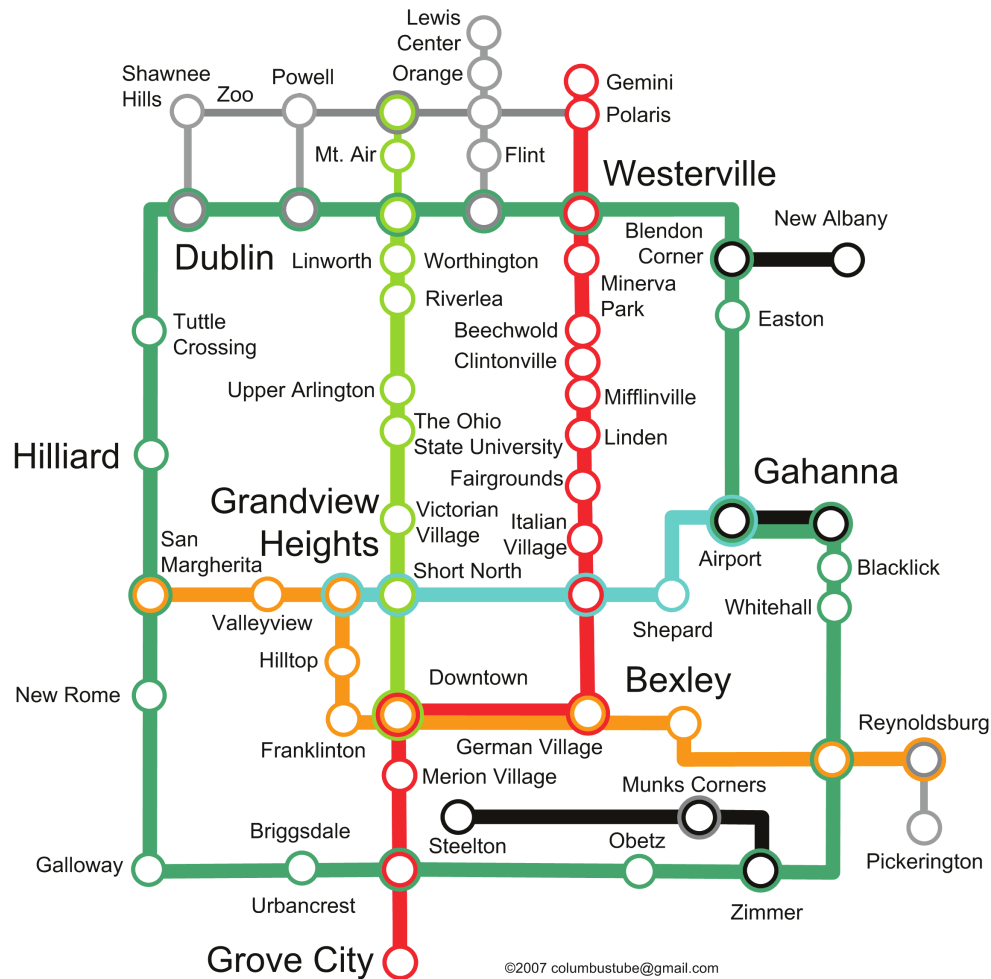 Lewis
Center
Shawnee
Hills
Zoo
Powell
Orange
Gemini
Polaris
Mt. Air
Flint
Westerville
New Albany
Blendon
Corner
Dublin
Linworth
Worthington
Minerva
Park
Riverlea
Easton
Tuttle
Crossing
Beechwold
Clintonville
Upper Arlington
Mifflinville
The Ohio
State University
Linden
Hilliard
Gahanna
Fairgrounds
Grandview
Heights
Victorian
Village
Italian
Village
San
Margherita
Airport
Blacklick
Short North
Whitehall
Valleyview
Shepard
Hilltop
Downtown
Bexley
New Rome
Reynoldsburg
Franklinton
German Village
Merion Village
Munks Corners
Briggsdale
Steelton
Obetz
Galloway
Pickerington
Urbancrest
Zimmer
Grove City
©2007 columbustube@gmail.com